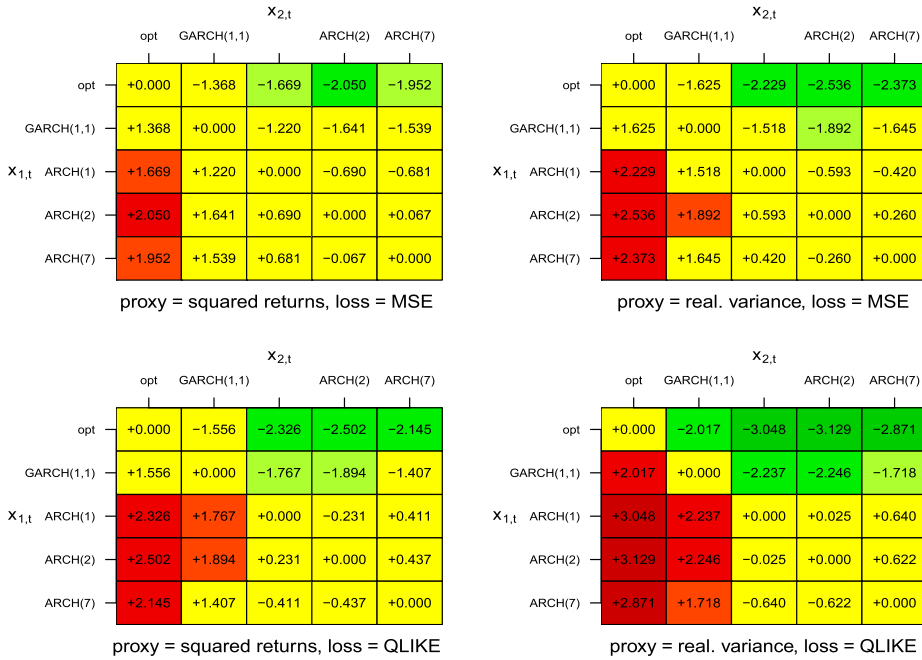 x2,t
opt GARCH(1,1) ARCH(2) ARCH(7)
opt +0.000 −1.368 −1.669 −2.050 −1.952
GARCH(1,1) +1.368 +0.000 −1.220 −1.641 −1.539
x1,t ARCH(1) +1.669 +1.220 +0.000 −0.690 −0.681
ARCH(2) +2.050 +1.641 +0.690 +0.000 +0.067
ARCH(7) +1.952 +1.539 +0.681 −0.067 +0.000
proxy = squared returns, loss = MSE
x2,t
opt GARCH(1,1) ARCH(2) ARCH(7)
opt +0.000 −1.625 −2.229 −2.536 −2.373
GARCH(1,1) +1.625 +0.000 −1.518 −1.892 −1.645
x1,t ARCH(1) +2.229 +1.518 +0.000 −0.593 −0.420
ARCH(2) +2.536 +1.892 +0.593 +0.000 +0.260
ARCH(7) +2.373 +1.645 +0.420 −0.260 +0.000
proxy = real. variance, loss = MSE
x2,t
opt GARCH(1,1) ARCH(2) ARCH(7)
opt +0.000 −1.556 −2.326 −2.502 −2.145
GARCH(1,1) +1.556 +0.000 −1.767 −1.894 −1.407
x1,t ARCH(1) +2.326 +1.767 +0.000 −0.231 +0.411
ARCH(2) +2.502 +1.894 +0.231 +0.000 +0.437
ARCH(7) +2.145 +1.407 −0.411 −0.437 +0.000
proxy = squared returns, loss = QLIKE
x2,t
opt GARCH(1,1) ARCH(2) ARCH(7)
opt +0.000 −2.017 −3.048 −3.129 −2.871
GARCH(1,1) +2.017 +0.000 −2.237 −2.246 −1.718
x1,t ARCH(1) +3.048 +2.237 +0.000 +0.025 +0.640
ARCH(2) +3.129 +2.246 −0.025 +0.000 +0.622
ARCH(7) +2.871 +1.718 −0.640 −0.622 +0.000
proxy = real. variance, loss = QLIKE